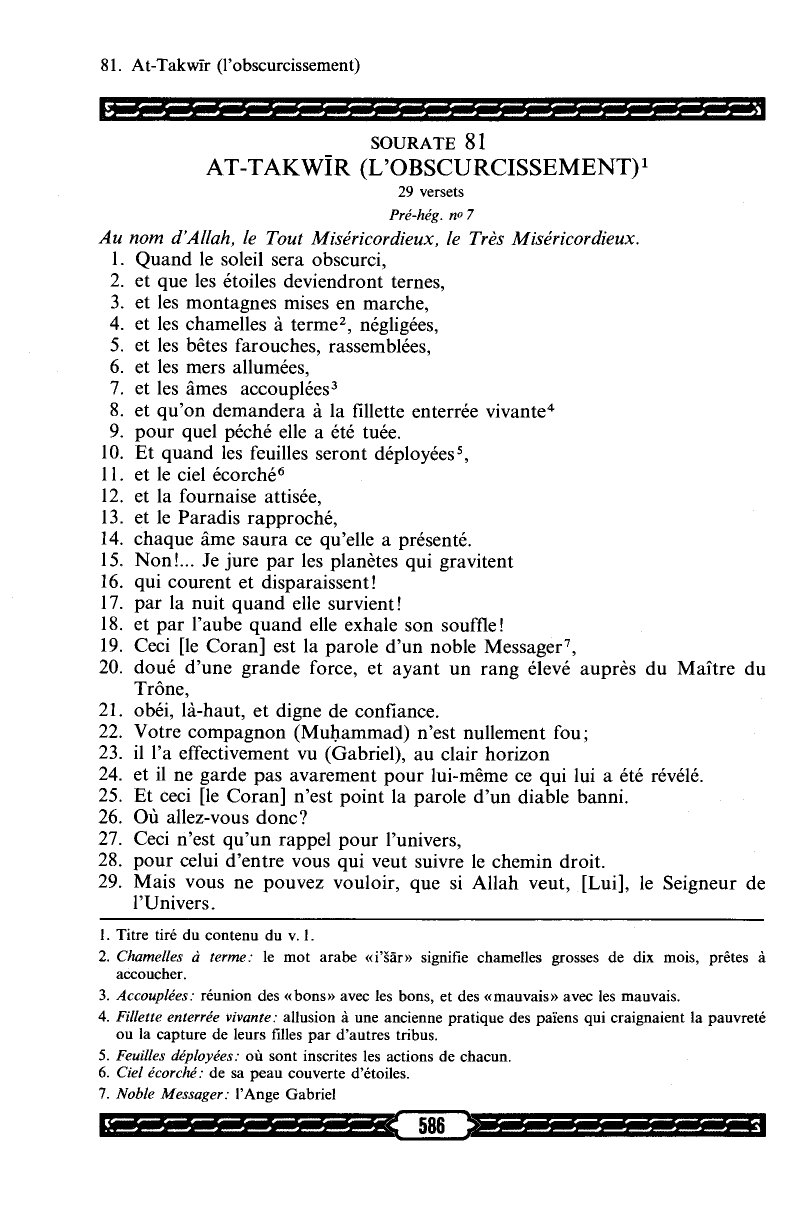 81. At-Takwīr (l'obscurcissement)
SOURATE 81
AT-TAKWĪR (L'OBSCURCISSEMENT)¹
29 versets
Pré-hég. nº 7
Au nom d'Allah, le Tout Miséricordieux, le Très Miséricordieux.
1. Quand le soleil sera obscurci,
2. et que les étoiles deviendront ternes,
3. et les montagnes mises en marche,
4. et les chamelles à terme², négligées,
5. et les bêtes farouches, rassemblées,
6. et les mers allumées,
7. et les âmes accouplées³
8. et qu'on demandera à la fillette enterrée vivante⁴
9. pour quel péché elle a été tuée.
10. Et quand les feuilles seront déployées⁵,
11. et le ciel écorché⁶
12. et la fournaise attisée,
13. et le Paradis rapproché,
14. chaque âme saura ce qu'elle a présenté.
15. Non!... Je jure par les planètes qui gravitent
16. qui courent et disparaissent!
17. par la nuit quand elle survient!
18. et par l'aube quand elle exhale son souffle!
19. Ceci [le Coran] est la parole d'un noble Messager⁷,
20. doué d'une grande force, et ayant un rang élevé auprès du Maître du
Trône,
21. obéi, là-haut, et digne de confiance.
22. Votre compagnon (Muḥammad) n'est nullement fou;
23. il l'a effectivement vu (Gabriel), au clair horizon
24. et il ne garde pas avarement pour lui-même ce qui lui a été révélé.
25. Et ceci [le Coran] n'est point la parole d'un diable banni.
26. Où allez-vous donc?
27. Ceci n'est qu'un rappel pour l'univers,
28. pour celui d'entre vous qui veut suivre le chemin droit.
29. Mais vous ne pouvez vouloir, que si Allah veut, [Lui], le Seigneur de
l'Univers.
1. Titre tiré du contenu du v. 1.
2. Chamelles à terme: le mot arabe «i'šār» signifie chamelles grosses de dix mois, prêtes à
accoucher.
3. Accouplées: réunion des «bons» avec les bons, et des «mauvais» avec les mauvais.
4. Fillette enterrée vivante: allusion à une ancienne pratique des païens qui craignaient la pauvreté
ou la capture de leurs filles par d'autres tribus.
5. Feuilles déployées: où sont inscrites les actions de chacun.
6. Ciel écorché: de sa peau couverte d'étoiles.
7. Noble Messager: l'Ange Gabriel
586